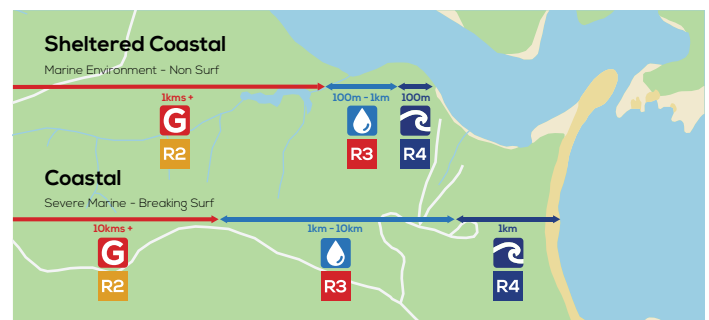 Sheltered Coastal
Marine Environment - Non Surf
1kms + 100m - 1km 100m
G
R2 R3 R4
Coastal
Severe Marine - Breaking Surf
10kms + 1km - 10km 1km
G
R2 R3 R4